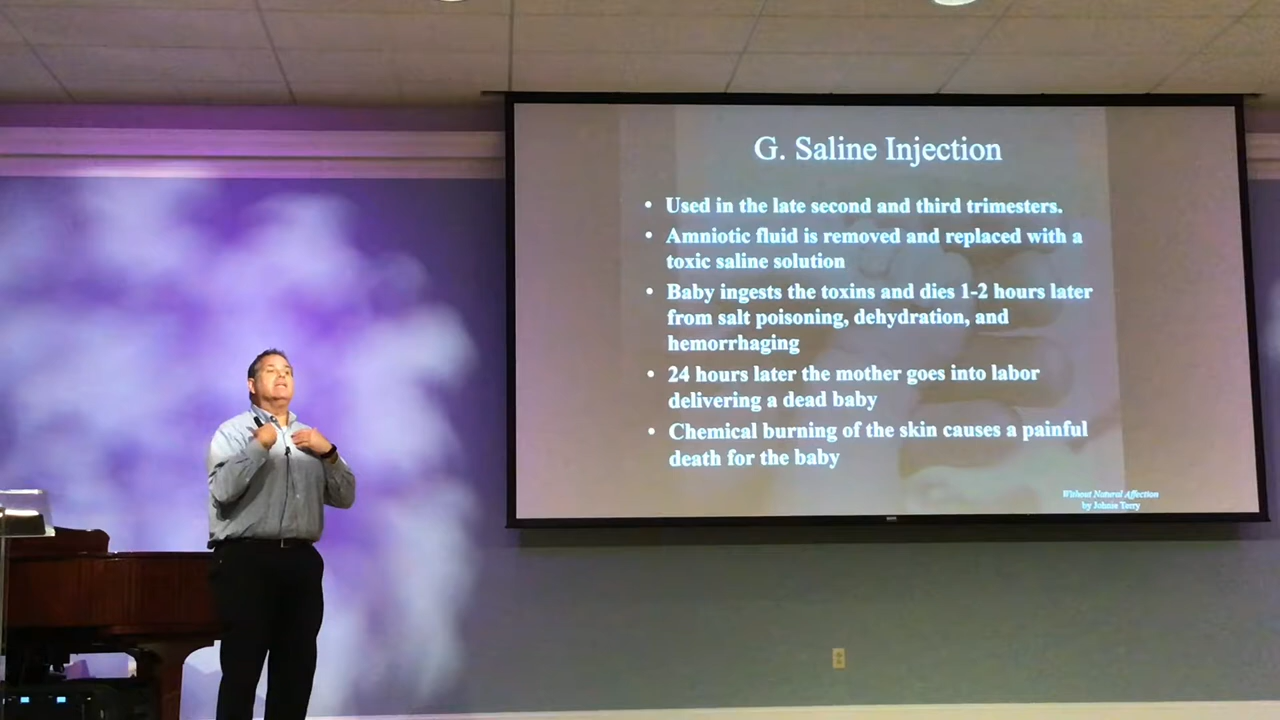 G. Saline Injection
• Used in the late second and third trimesters.
• Amniotic fluid is removed and replaced with a
toxic saline solution
• Baby ingests the toxins and dies 1-2 hours later
from salt poisoning, dehydration, and
hemorrhaging
• 24 hours later the mother goes into labor
delivering a dead baby
• Chemical burning of the skin causes a painful
death for the baby
Without Natural Affection
by Johnie Terry